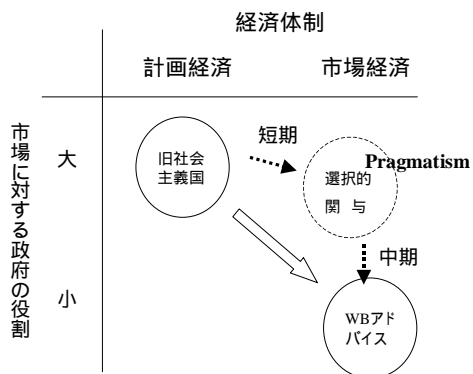 経済体制
計画経済 市場経済
市場に対する政府の役割
大
小
旧社会
主義国
短期
Pragmatism
選択的
関 与
中期
WBアド
バイス